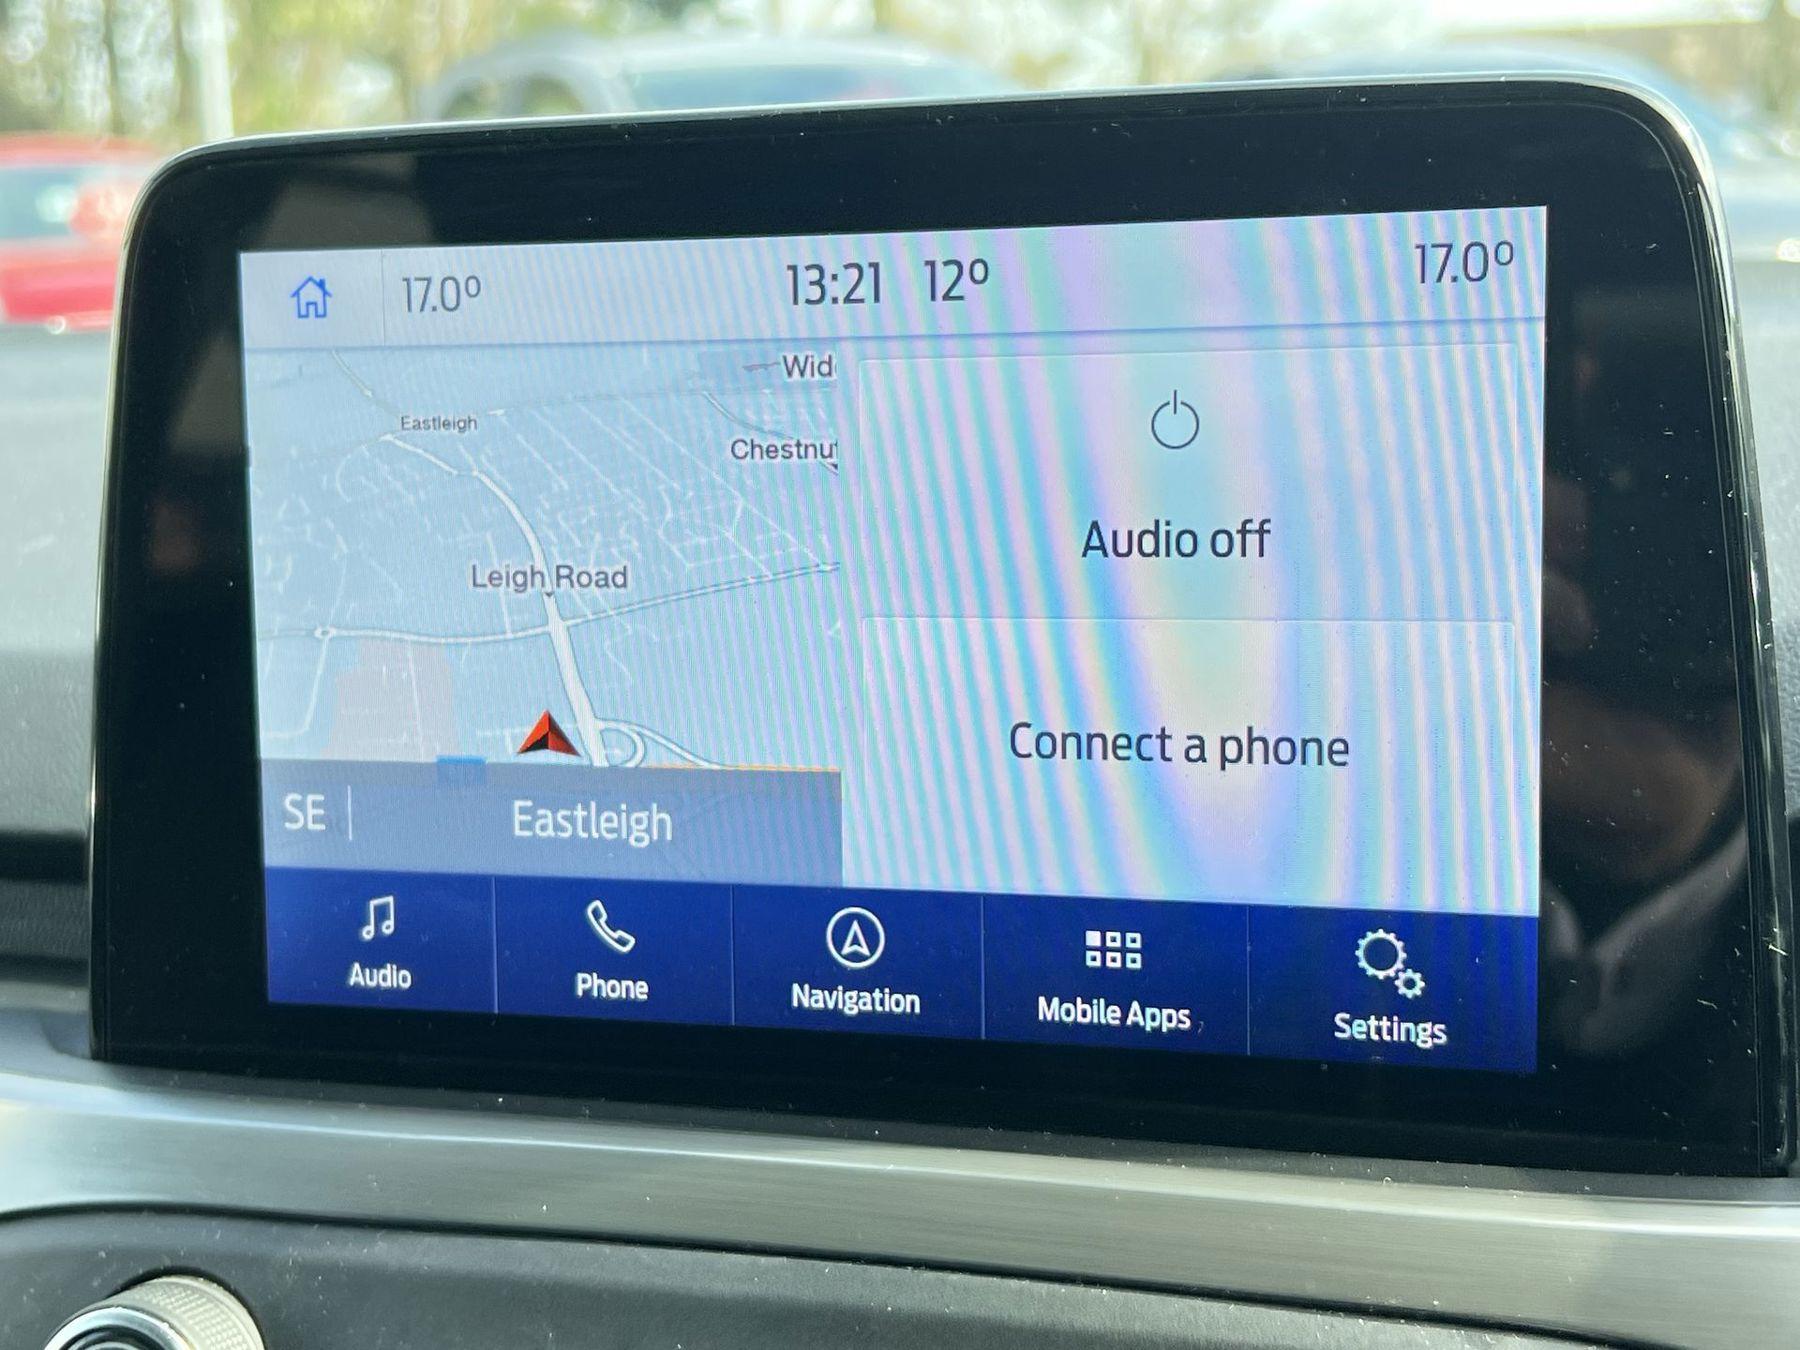 17.0° 13:21 12° 17.0°
Eastleigh
Leigh Road
SE Eastleigh
Audio off
Connect a phone
Audio Phone Navigation Mobile Apps Settings